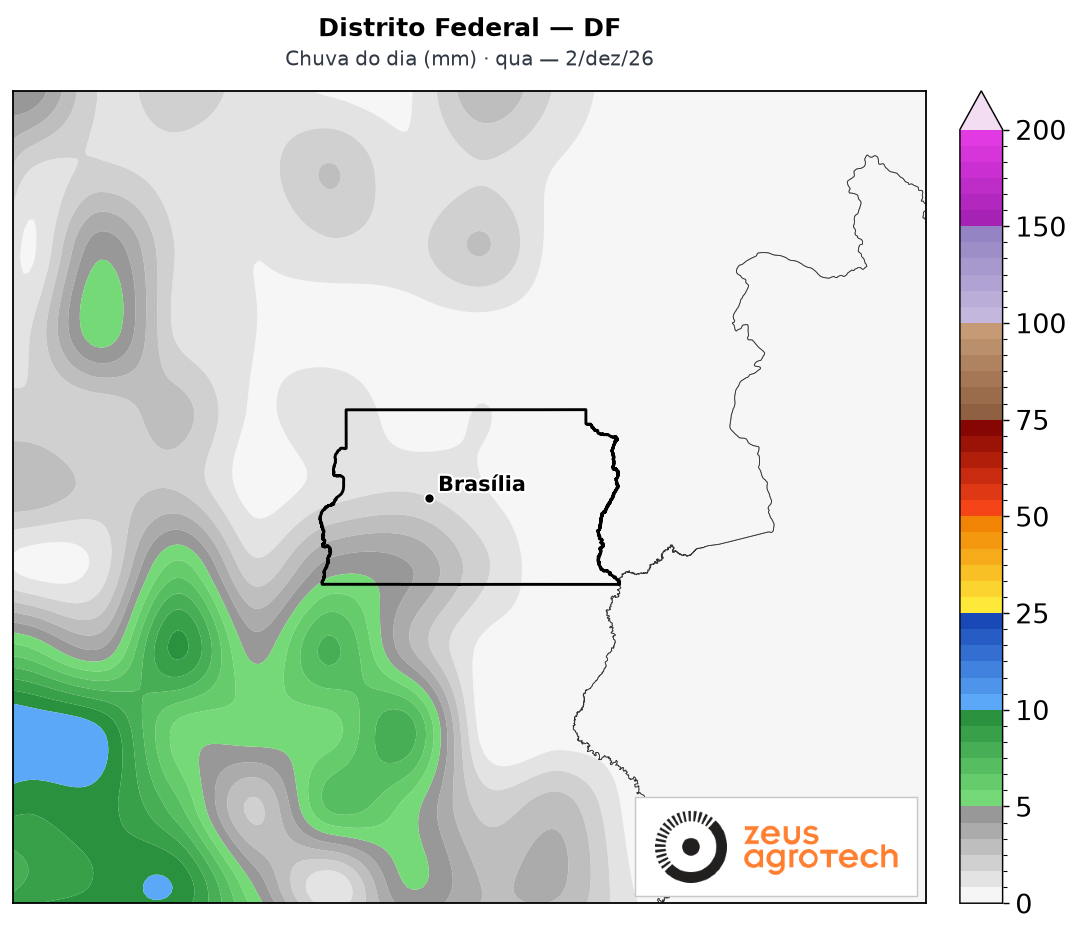 Distrito Federal — DF
Chuva do dia (mm) · qua — 2/dez/26
Brasília
200
150
100
75
50
25
10
5
0
zeus
agrotech